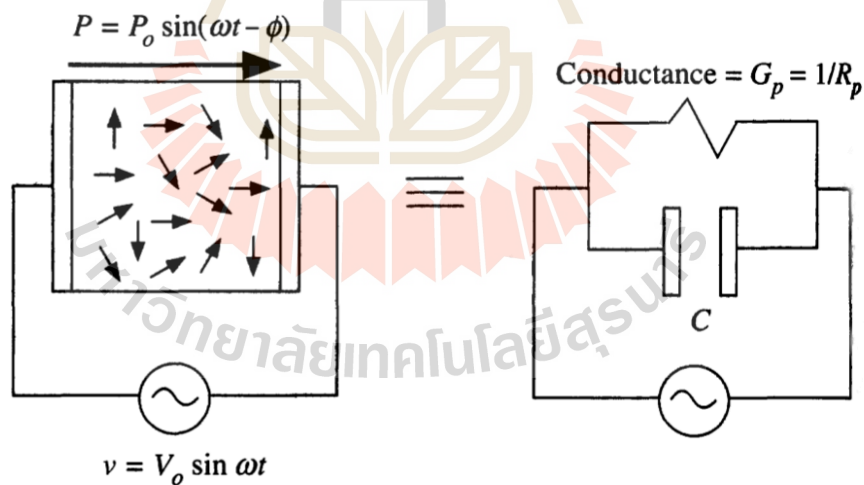 P = P_o sin(ωt − ϕ)
Conductance = G_p = 1/R_p
C
มหาวิทยาลัยเทคโนโลยีสุรนารี
v = V_o sin ωt